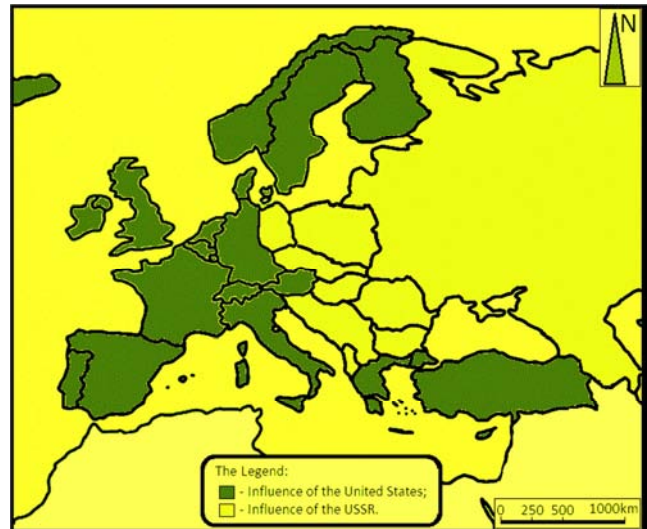 N
The Legend:
- Influence of the United States;
- Influence of the USSR.
0 250 500 1000km